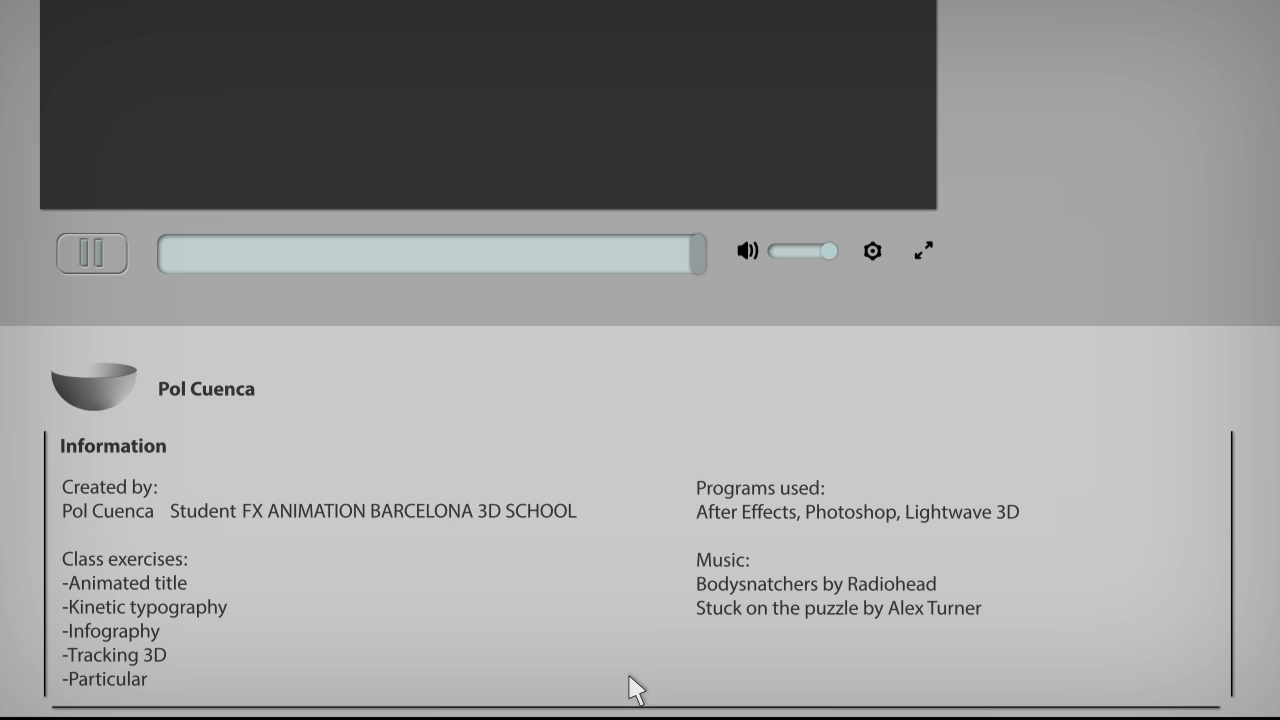 Pol Cuenca
Information
Created by:
Pol Cuenca Student FX ANIMATION BARCELONA 3D SCHOOL
Class exercises:
-Animated title
-Kinetic typography
-Infography
-Tracking 3D
-Particular
Programs used:
After Effects, Photoshop, Lightwave 3D
Music:
Bodysnatchers by Radiohead
Stuck on the puzzle by Alex Turner